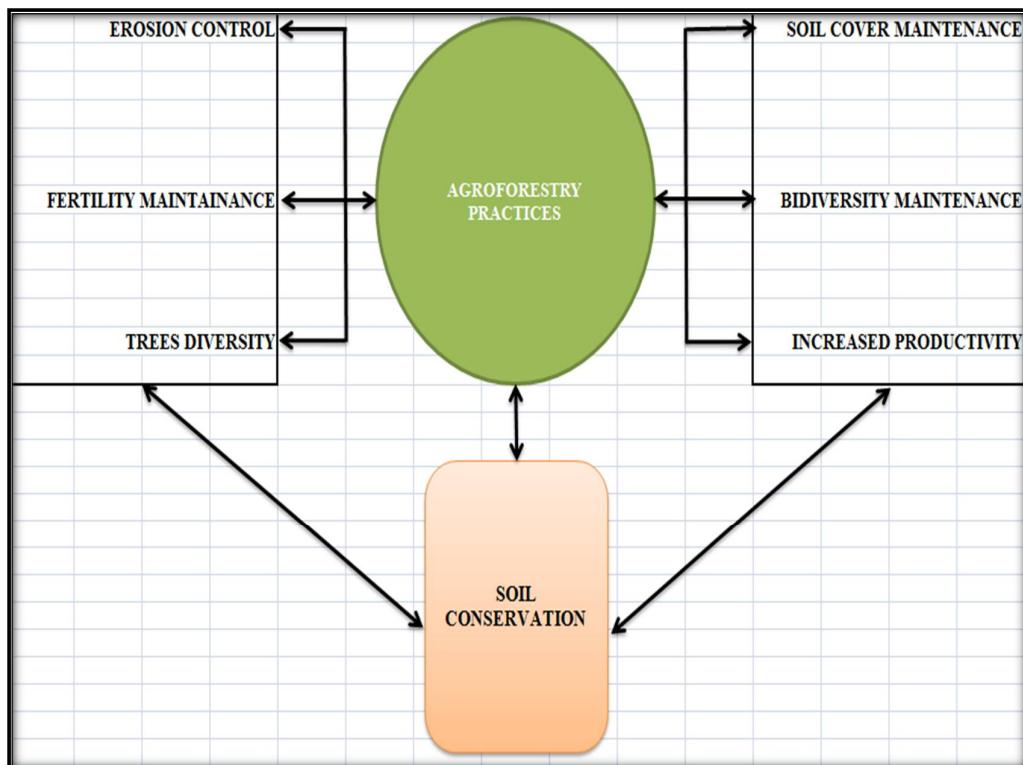 EROSION CONTROL
FERTILITY MAINTAINANCE
TREES DIVERSITY
AGROFORESTRY
PRACTICES
SOIL COVER MAINTENANCE
BIDIVERSITY MAINTENANCE
INCREASED PRODUCTIVITY
SOIL
CONSERVATION